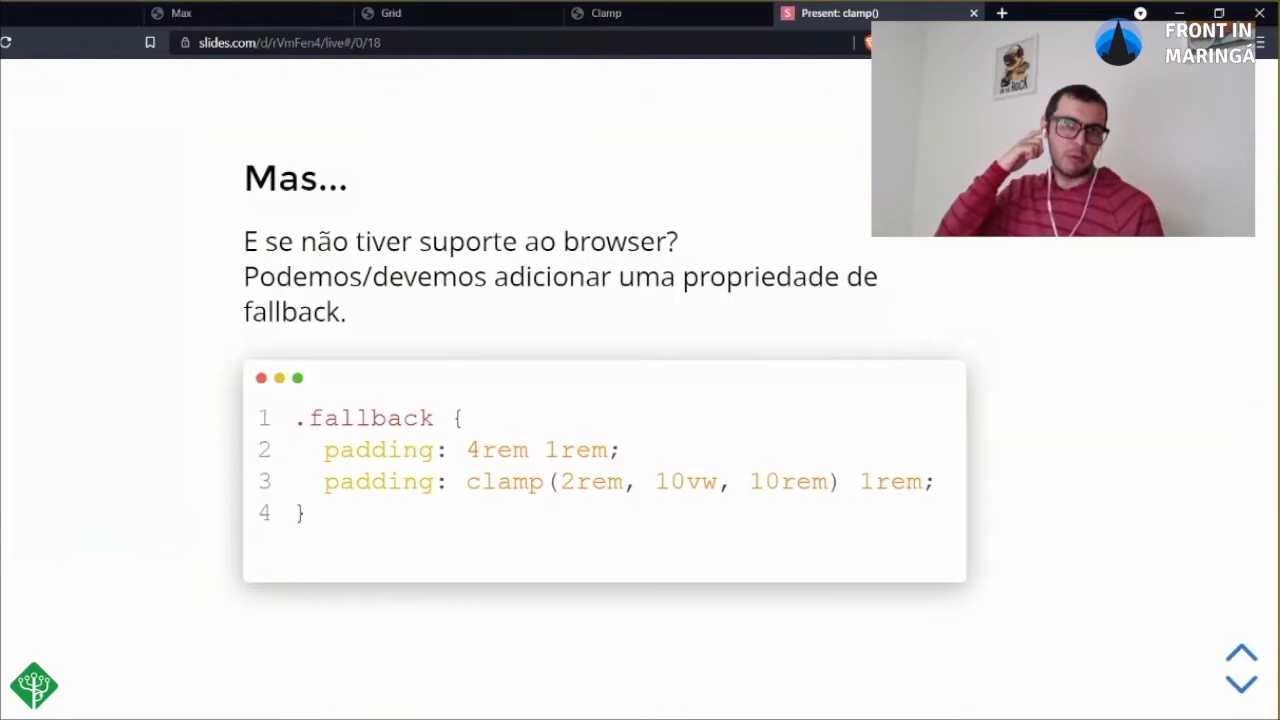 Max
Grid
Clamp
S Present: clamp()
slides.com/d/rVmFen4/live#/0/18
FRONT IN
MARINGÁ
Mas...
E se não tiver suporte ao browser?
Podemos/devemos adicionar uma propriedade de
fallback.
1 .fallback {
2 padding: 4rem 1rem;
3 padding: clamp(2rem, 10vw, 10rem) 1rem;
4 }